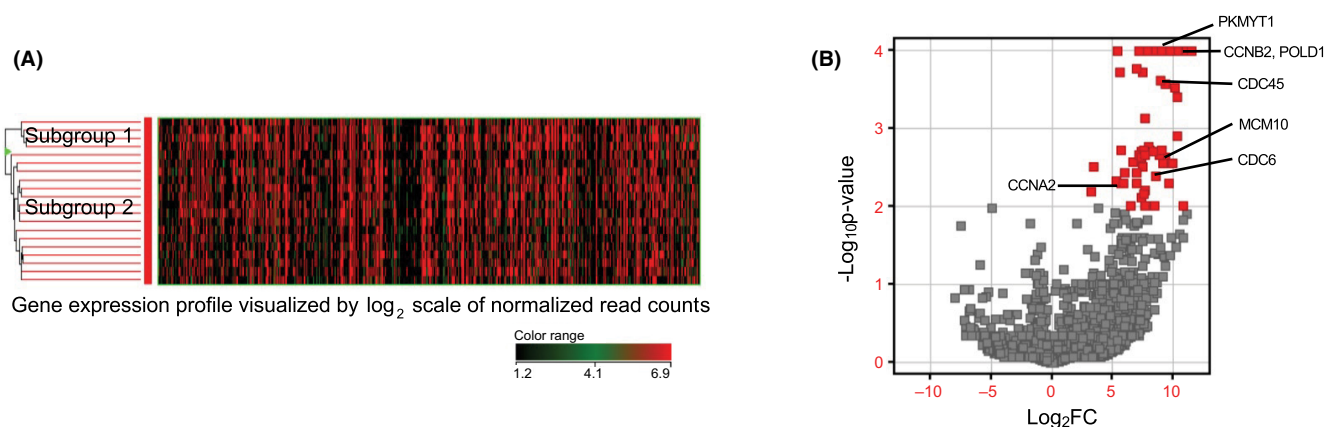 (A)
Subgroup 1
Subgroup 2
Gene expression profile visualized by log2 scale of normalized read counts
Color range
1.2 4.1 6.9
(B)
PKMYT1
CCNB2, POLD1
CDC45
MCM10
CDC6
CCNA2
4
3
2
1
0
-Log10p-value
–10 –5 0 5 10
Log2FC